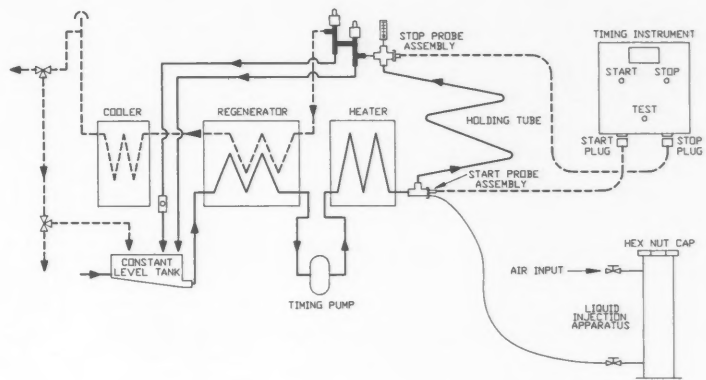 STOP PROBE
ASSEMBLY
TIMING INSTRUMENT
START
STOP
TEST
START
PLUG
STOP
PLUG
COOLER
REGENERATOR
HEATER
HOLDING TUBE
START PROBE
ASSEMBLY
CONSTANT
LEVEL TANK
TIMING PUMP
HEX NUT CAP
AIR INPUT
LIQUID
INJECTION
APPARATUS